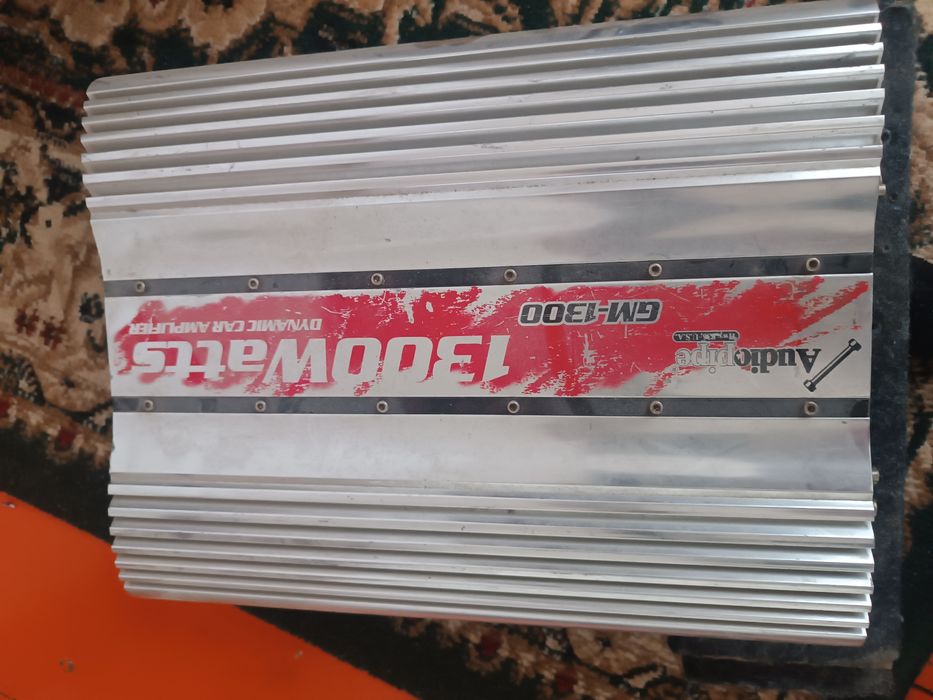 Audiopipe
GM-1300
1300Watts
DYNAMIC CAR AMPLIFIER